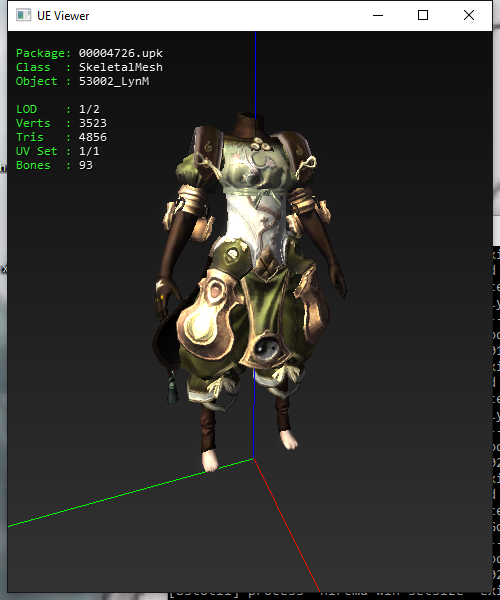 UE Viewer
Package: 00004726.upk
Class : SkeletalMesh
Object : 53002_LynM
LOD : 1/2
Verts : 3523
Tris : 4856
UV Set : 1/1
Bones : 93